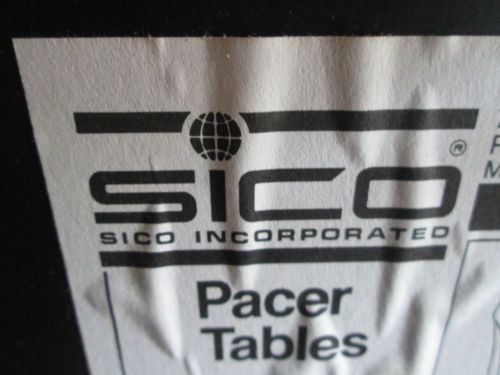 SICO®
SICO INCORPORATED
Pacer
Tables